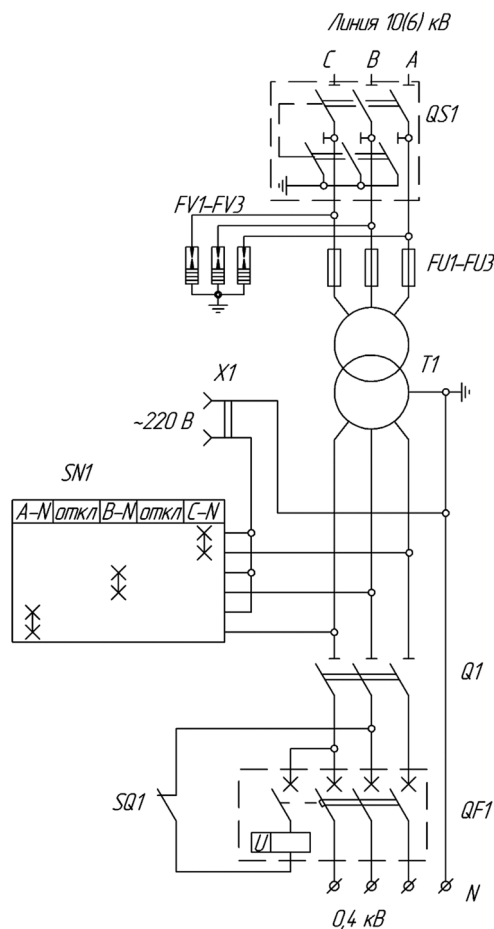 Линия 10(6) кВ
C B A
QS1
FV1-FV3
FU1-FU3
T1
X1
~220 В
SN1
A-N откл B-N откл C-N
Q1
SQ1
QF1
U
N
0,4 кВ